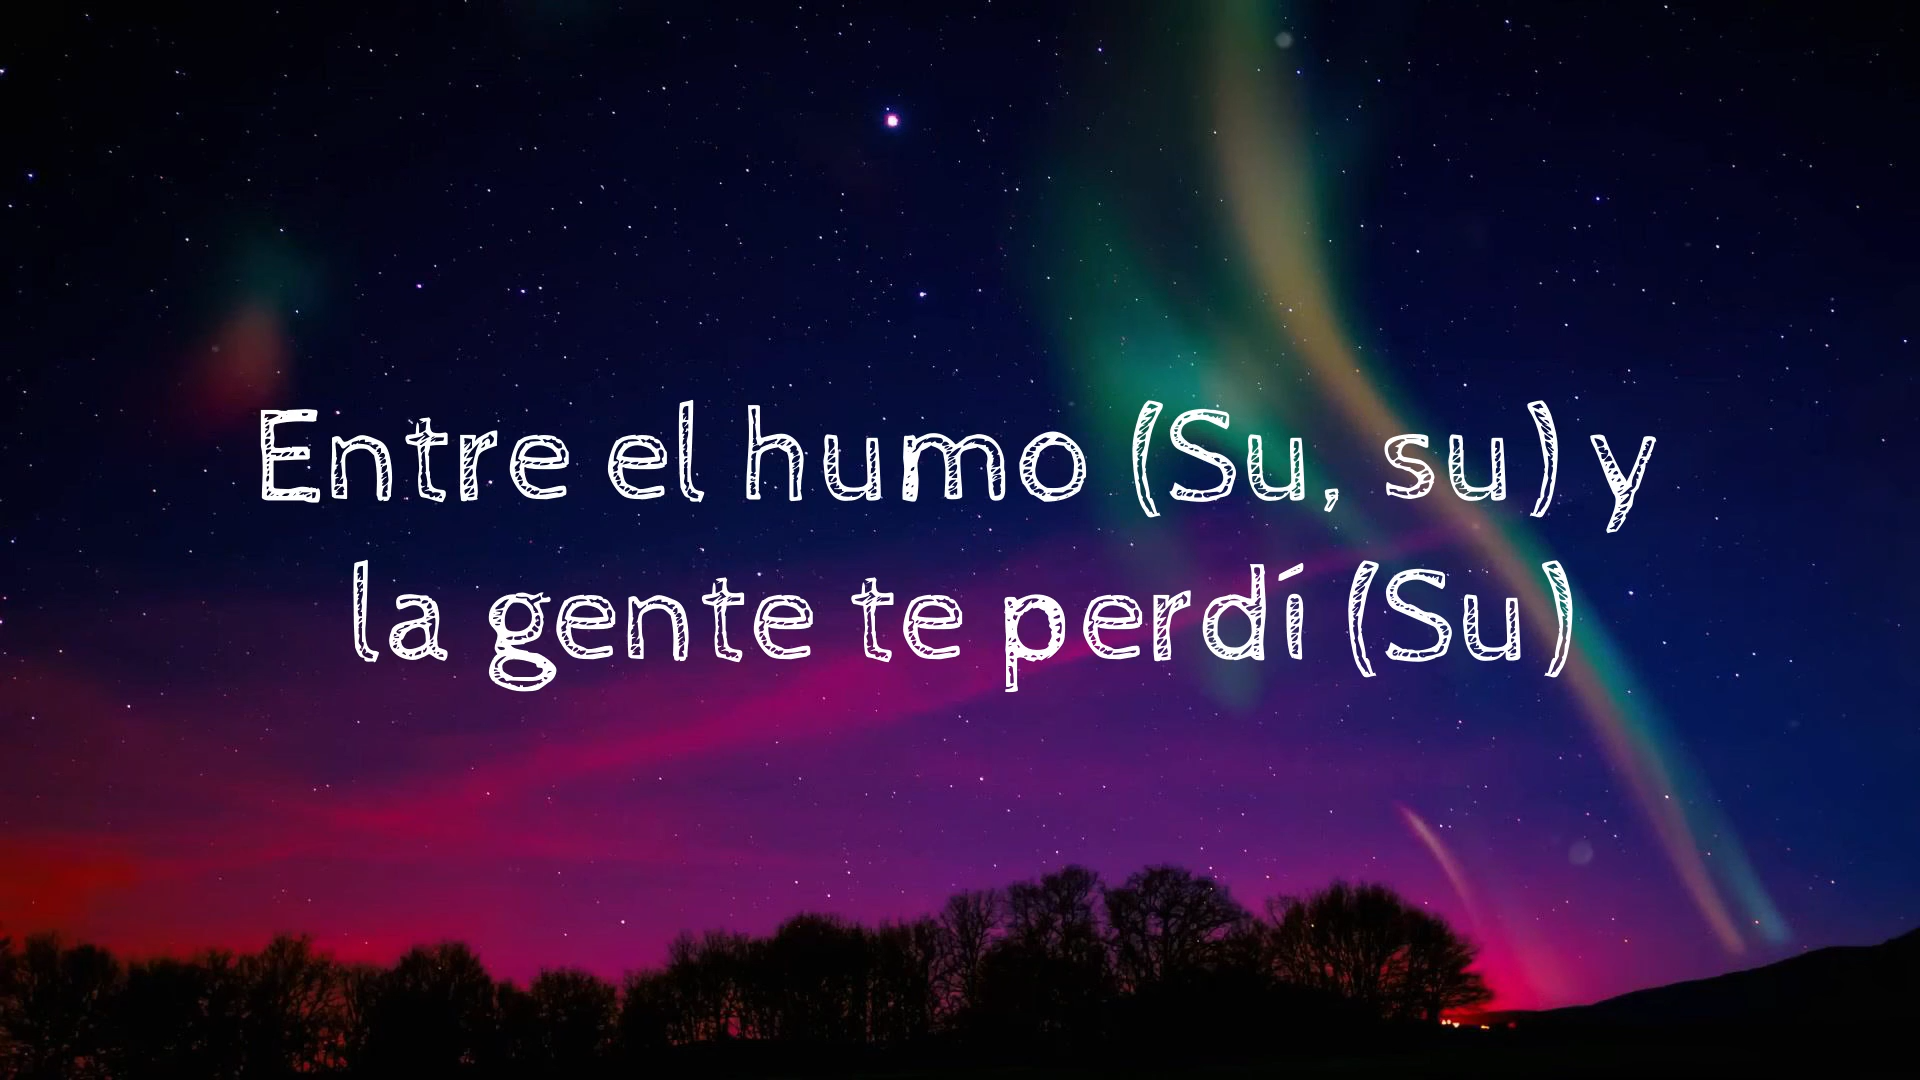 Entre el humo (Su, su) y
la gente te perdí (Su)